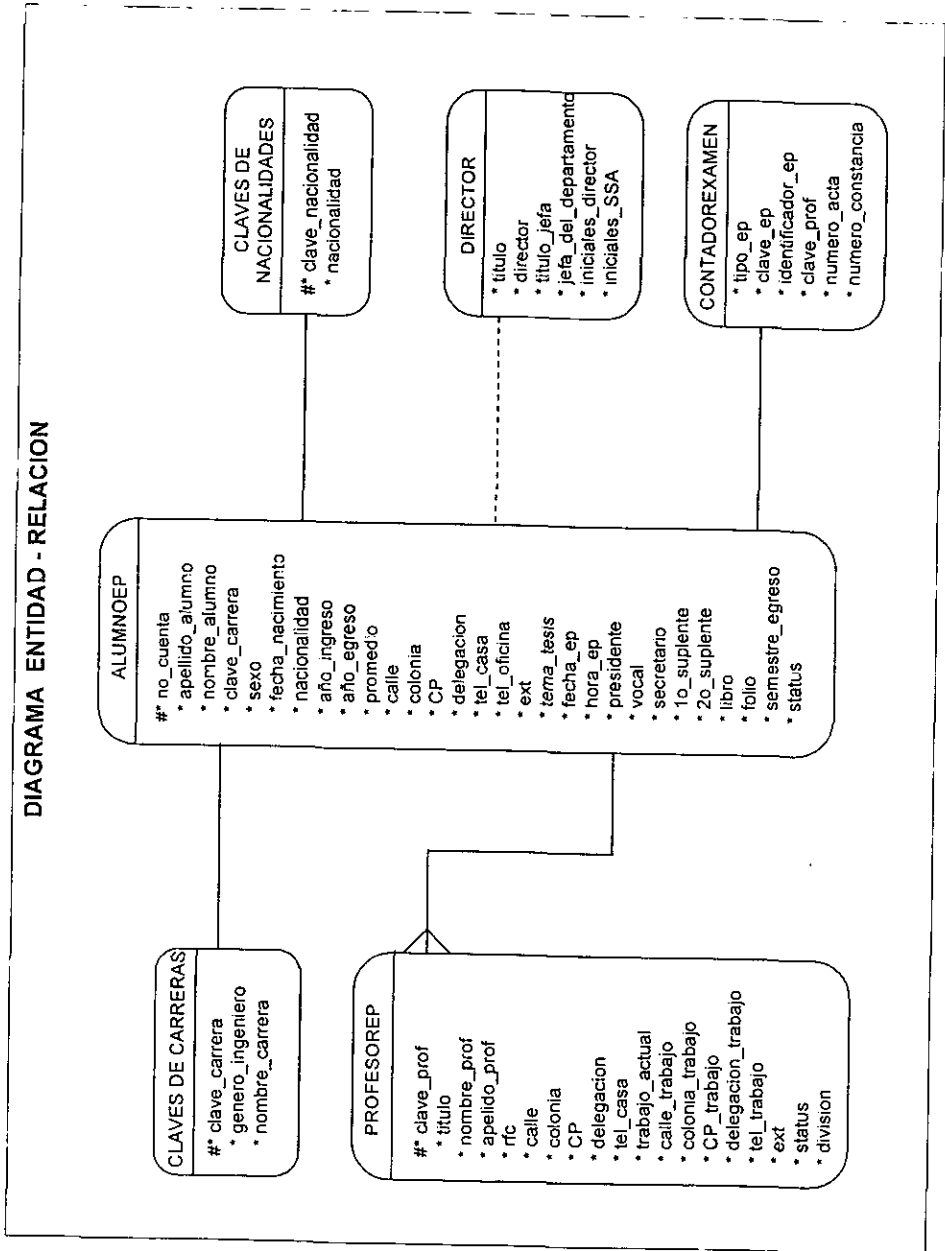 DIAGRAMA ENTIDAD - RELACION
CLAVES DE CARRERAS
#* clave_carrera
* genero_ingeniero
* nombre_carrera
PROFESOREP
#* clave_prof
* titulo
* nombre_prof
* apelido_prof
* rfc
* calle
* colonia
* CP
* delegacion
* tel_casa
* trabajo_actual
* calle_trabajo
* colonia_trabajo
* CP_trabajo
* delegacion_trabajo
* tel_trabajo
* ext
* status
* division
ALUMNOEP
#* no_cuenta
* apellido_alumno
* nombre_alumno
* clave_carrera
* sexo
* fecha_nacimiento
* nacionalidad
* año_ingreso
* año_egreso
* promedio
* calle
* colonia
* CP
* delegacion
* tel_casa
* tel_oficina
* ext
* tema_tesis
* fecha_ep
* hora_ep
* presidente
* vocal
* secretario
* 1o_suplente
* 2o_suplente
* libro
* folio
* semestre_egreso
* status
CLAVES DE
NACIONALIDADES
#* clave_nacionalidad
* nacionalidad
DIRECTOR
* titulo
* director
* titulo_jefa
* jefa_del_departamento
* iniciales_director
* iniciales_SSA
CONTADOREXAMEN
* tipo_ep
* clave_ep
* identificador_ep
* clave_prof
* numero_acta
* numero_constancia